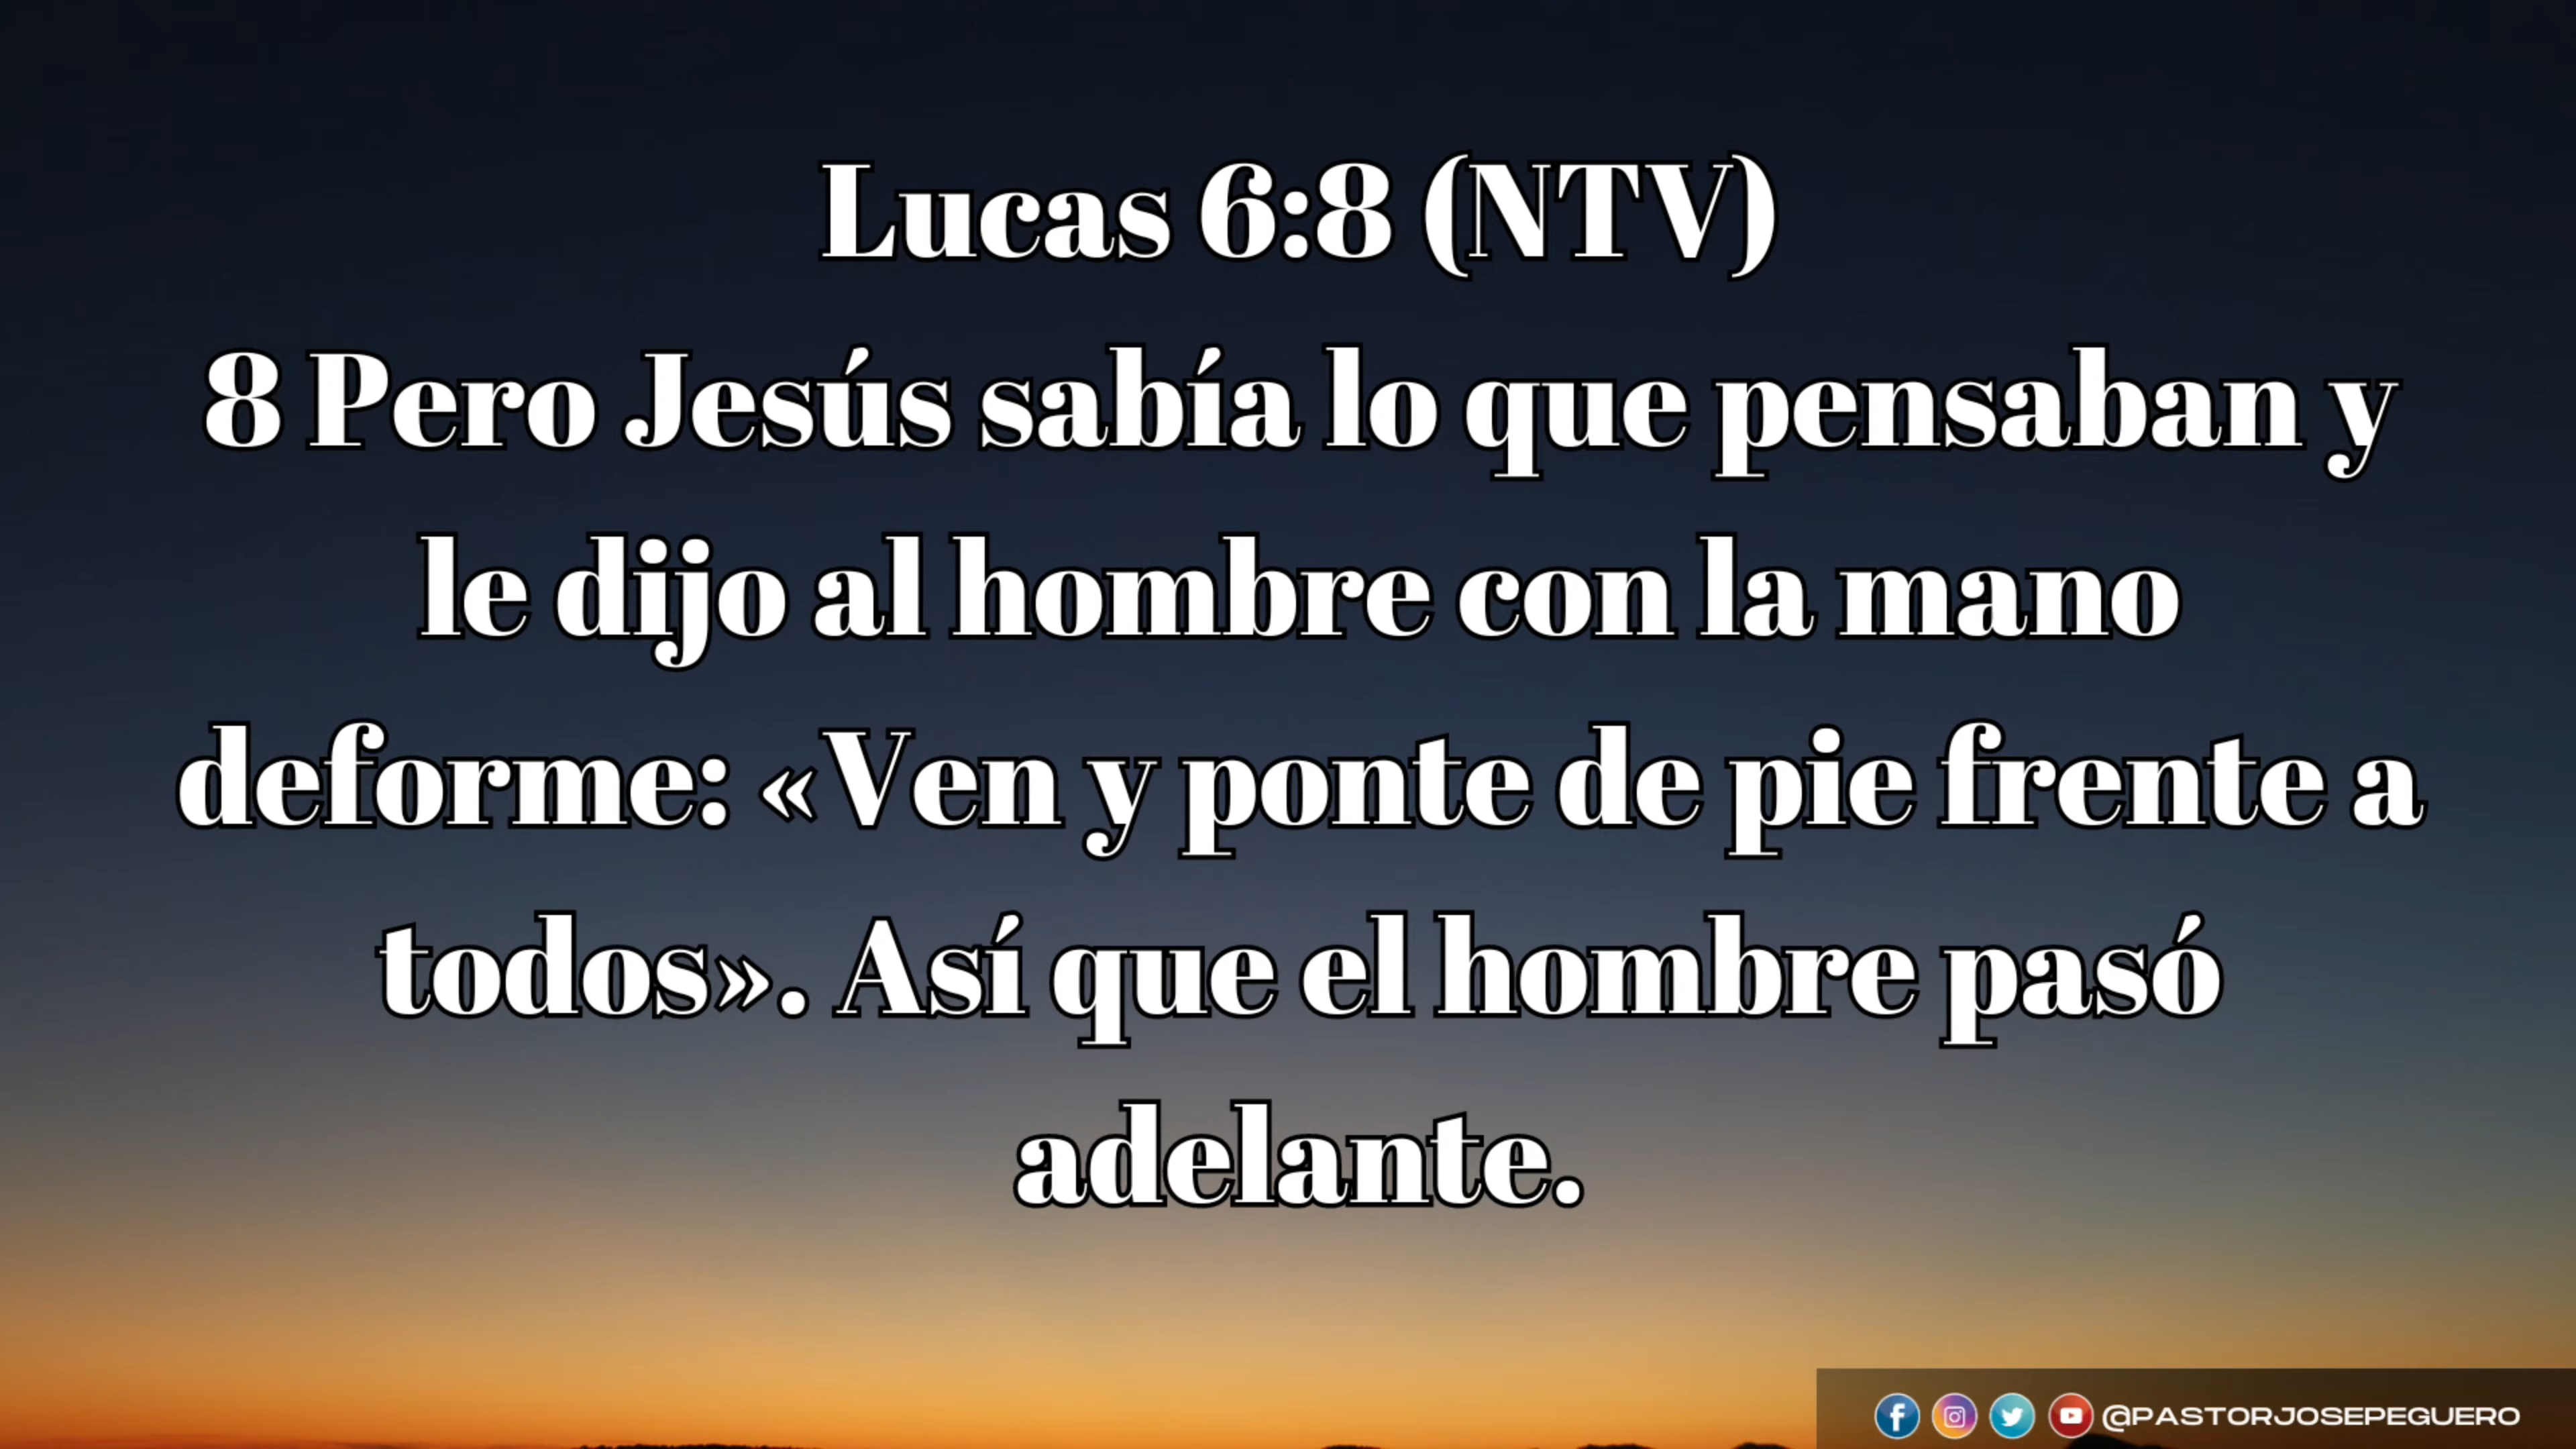 Lucas 6:8 (NTV)
8 Pero Jesús sabía lo que pensaban y
le dijo al hombre con la mano
deforme: «Ven y ponte de pie frente a
todos». Así que el hombre pasó
adelante.
@PASTORJOSEPEGUERO